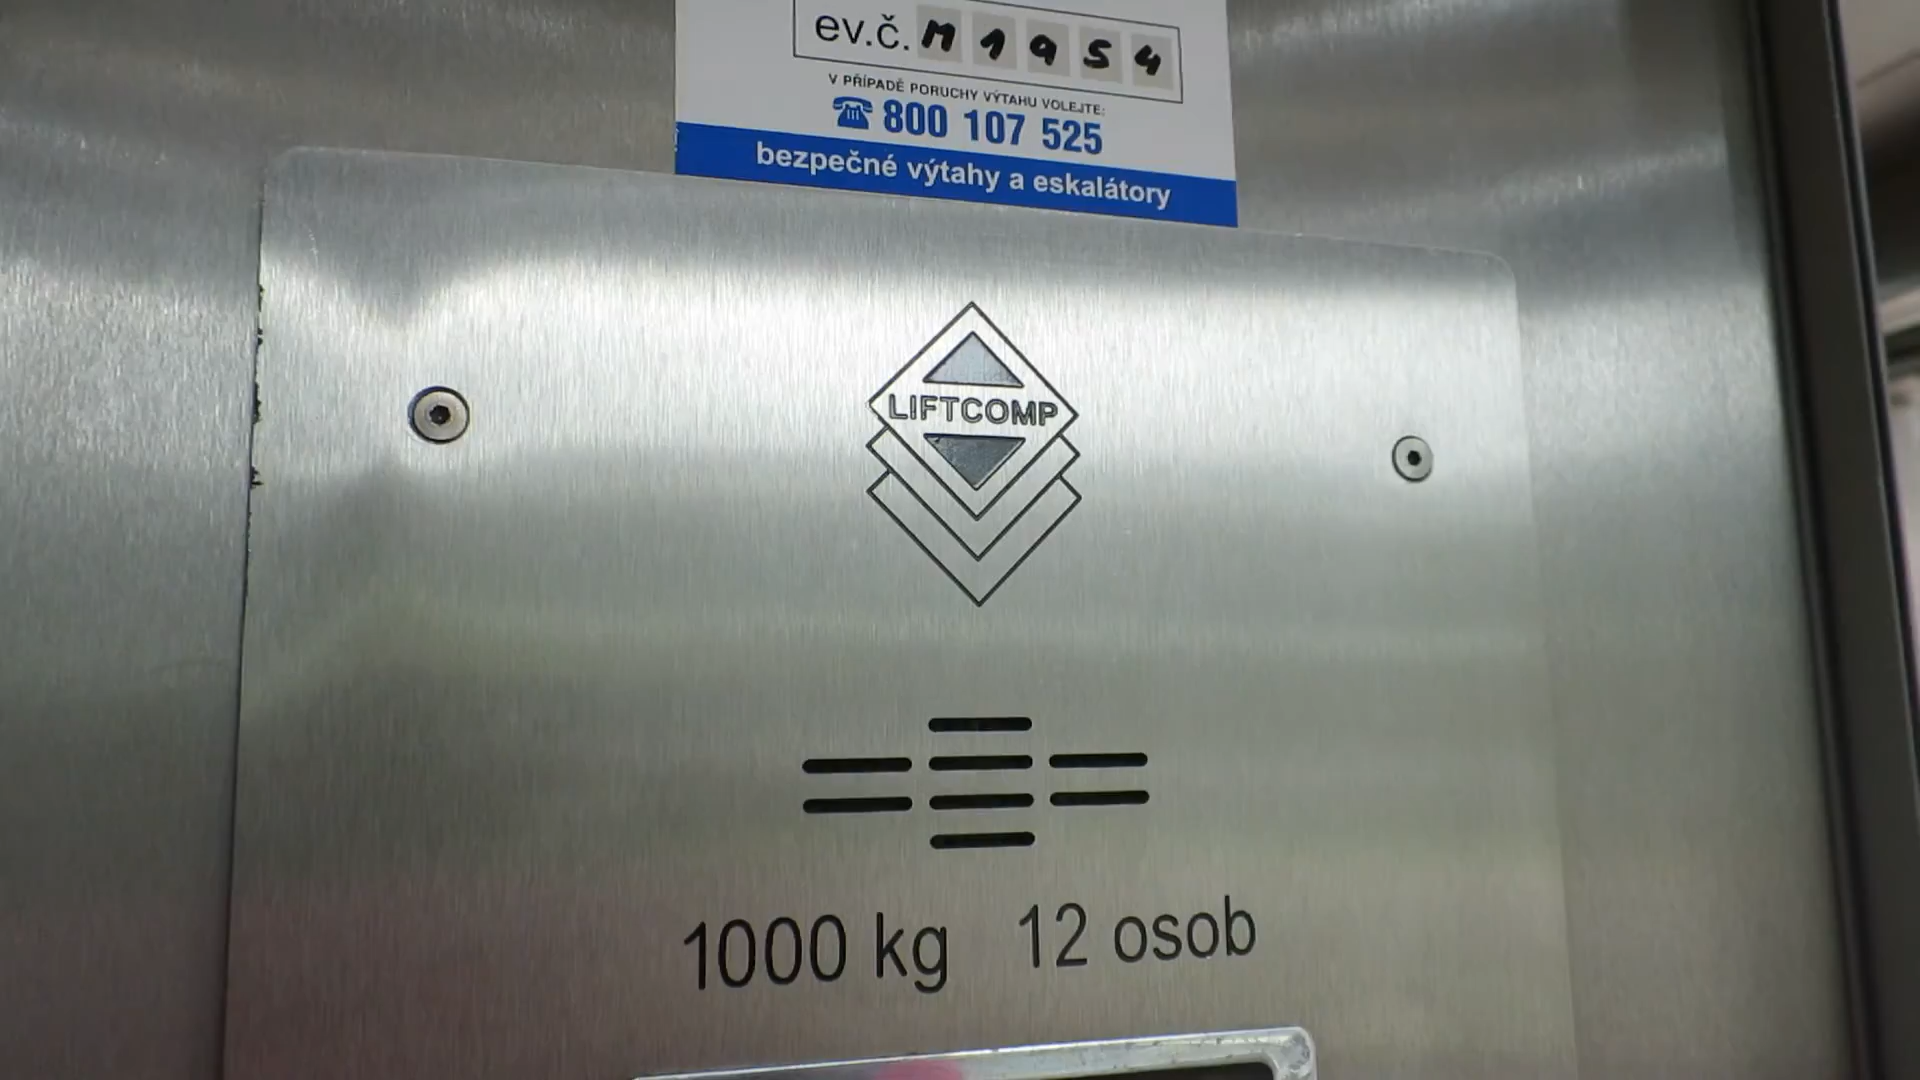 ev.č. M1954
V PŘÍPADĚ PORUCHY VÝTAHU VOLEJTE:
☎ 800 107 525
bezpečné výtahy a eskalátory
LIFTCOMP
1000 kg 12 osob